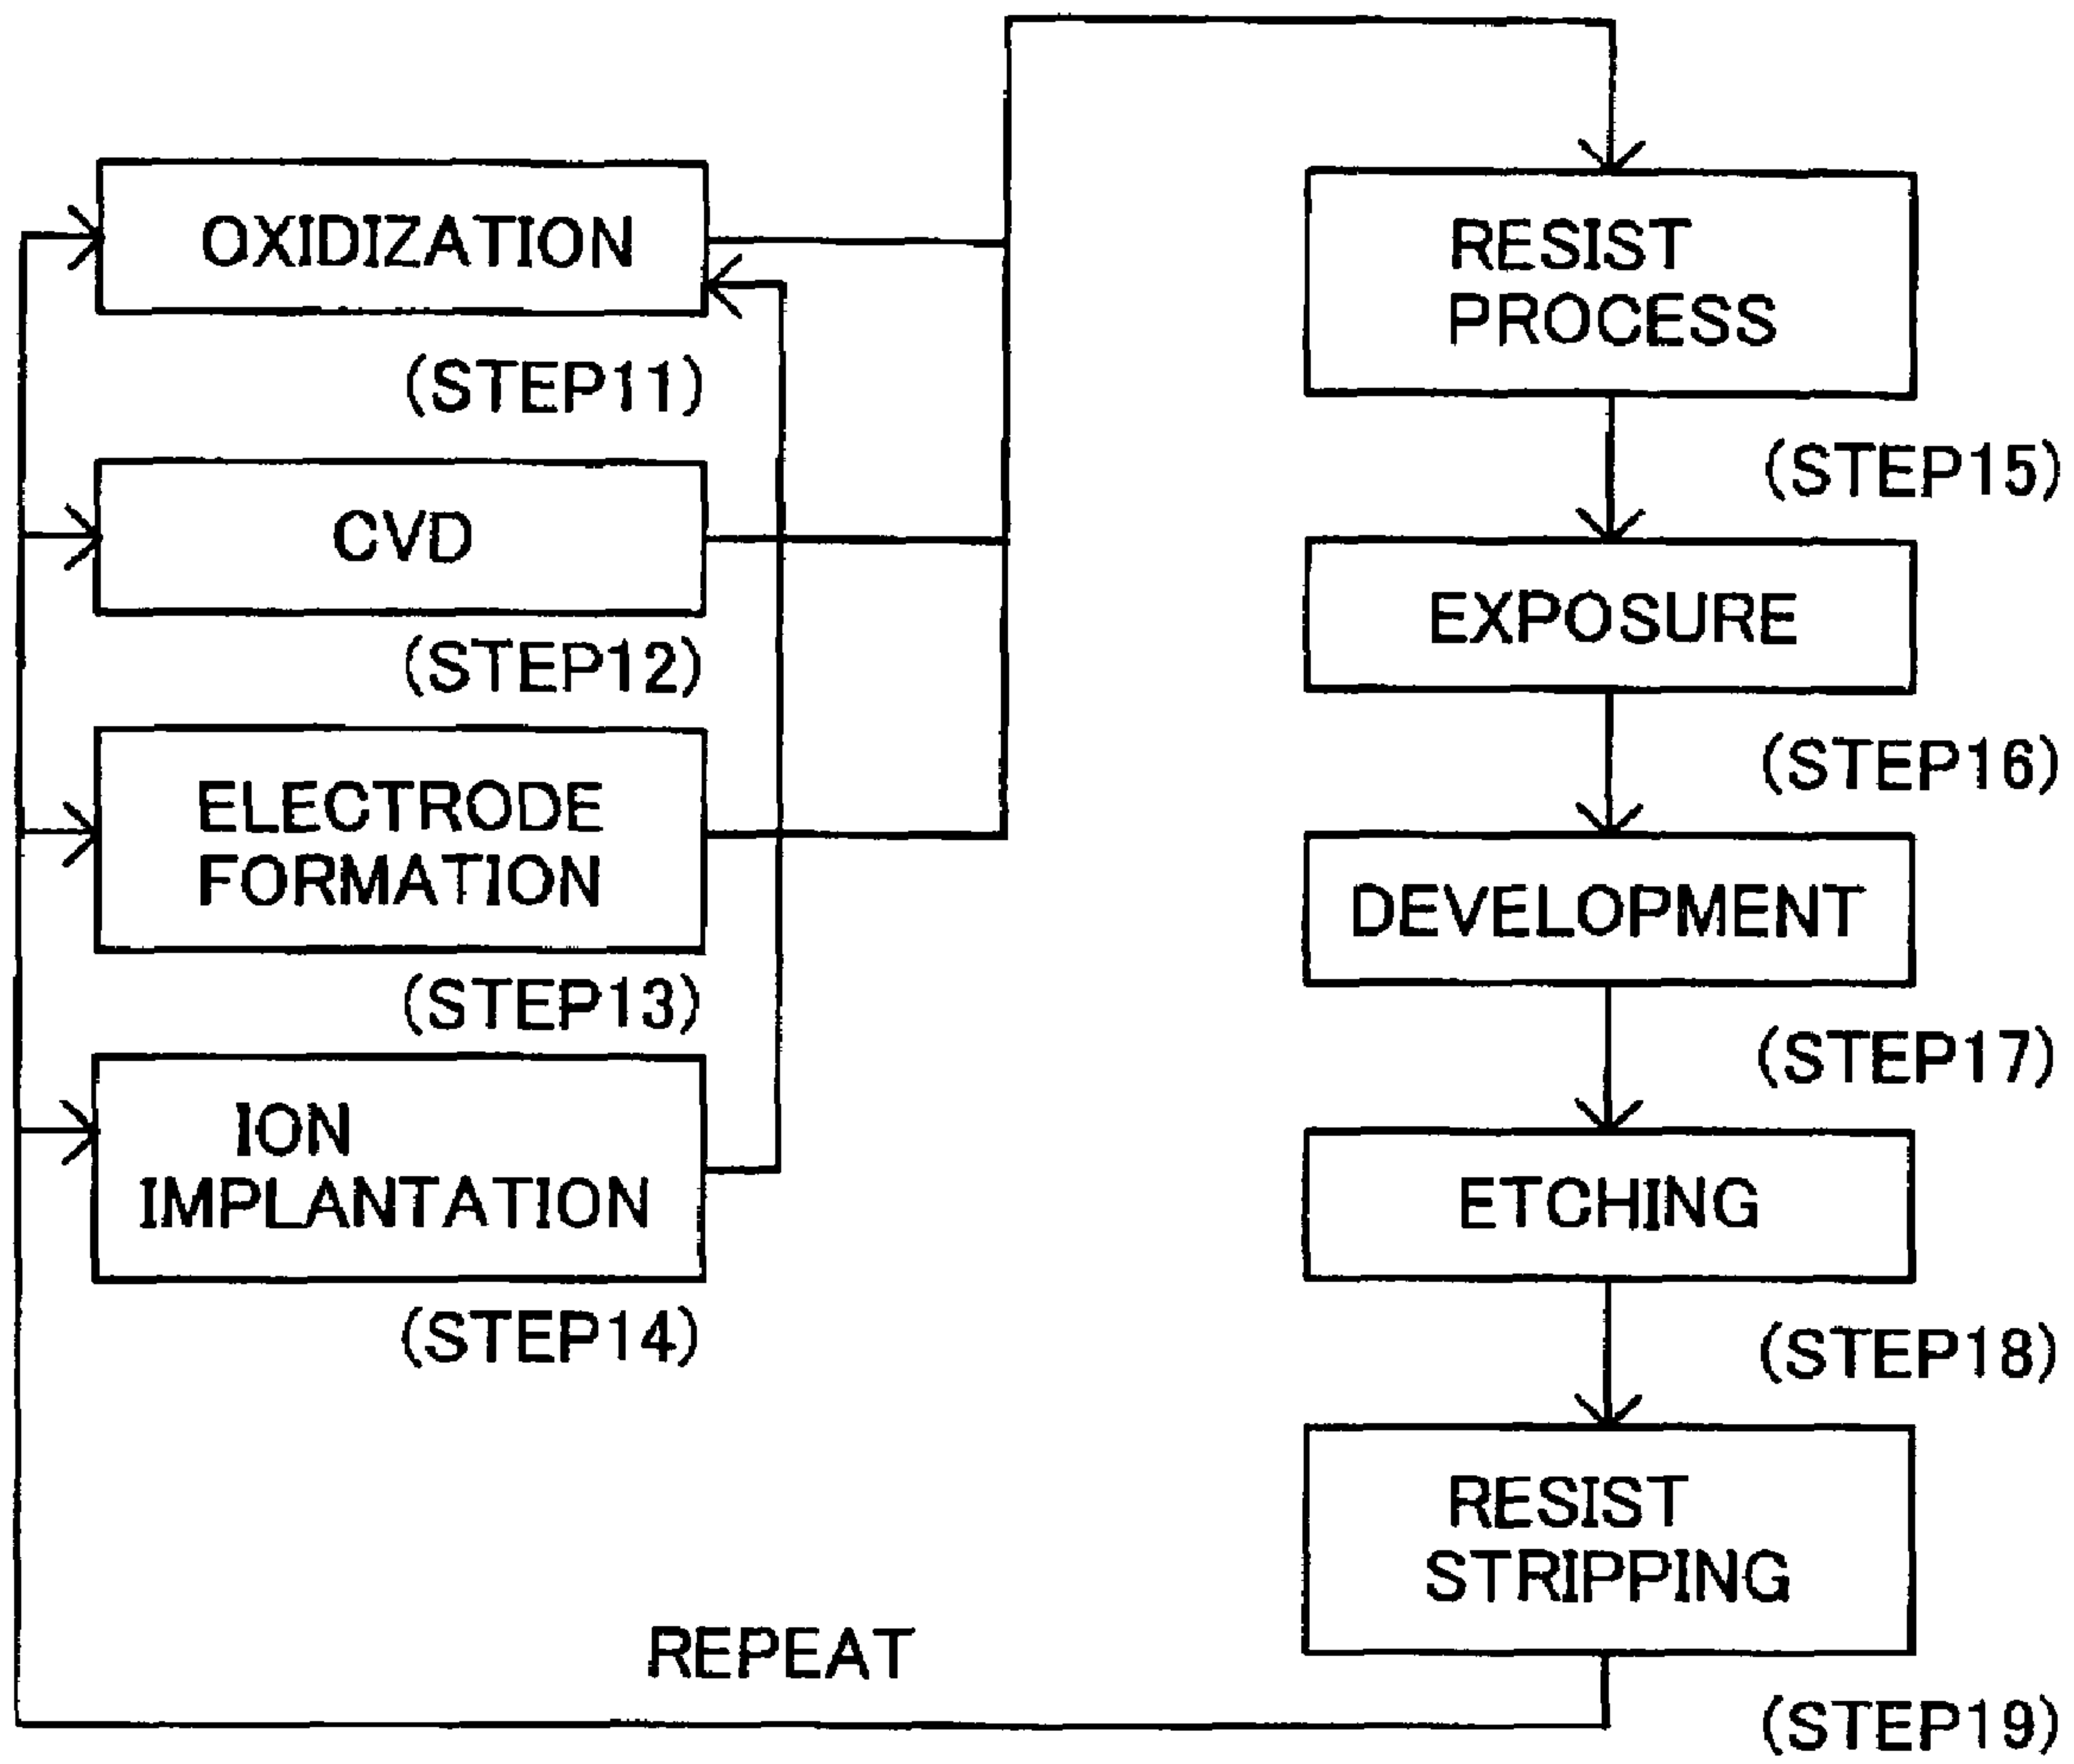 OXIDIZATION
(STEP11)
CVD
(STEP12)
ELECTRODE
FORMATION
(STEP13)
ION
IMPLANTATION
(STEP14)
RESIST
PROCESS
(STEP15)
EXPOSURE
(STEP16)
DEVELOPMENT
(STEP17)
ETCHING
(STEP18)
RESIST
STRIPPING
(STEP19)
REPEAT